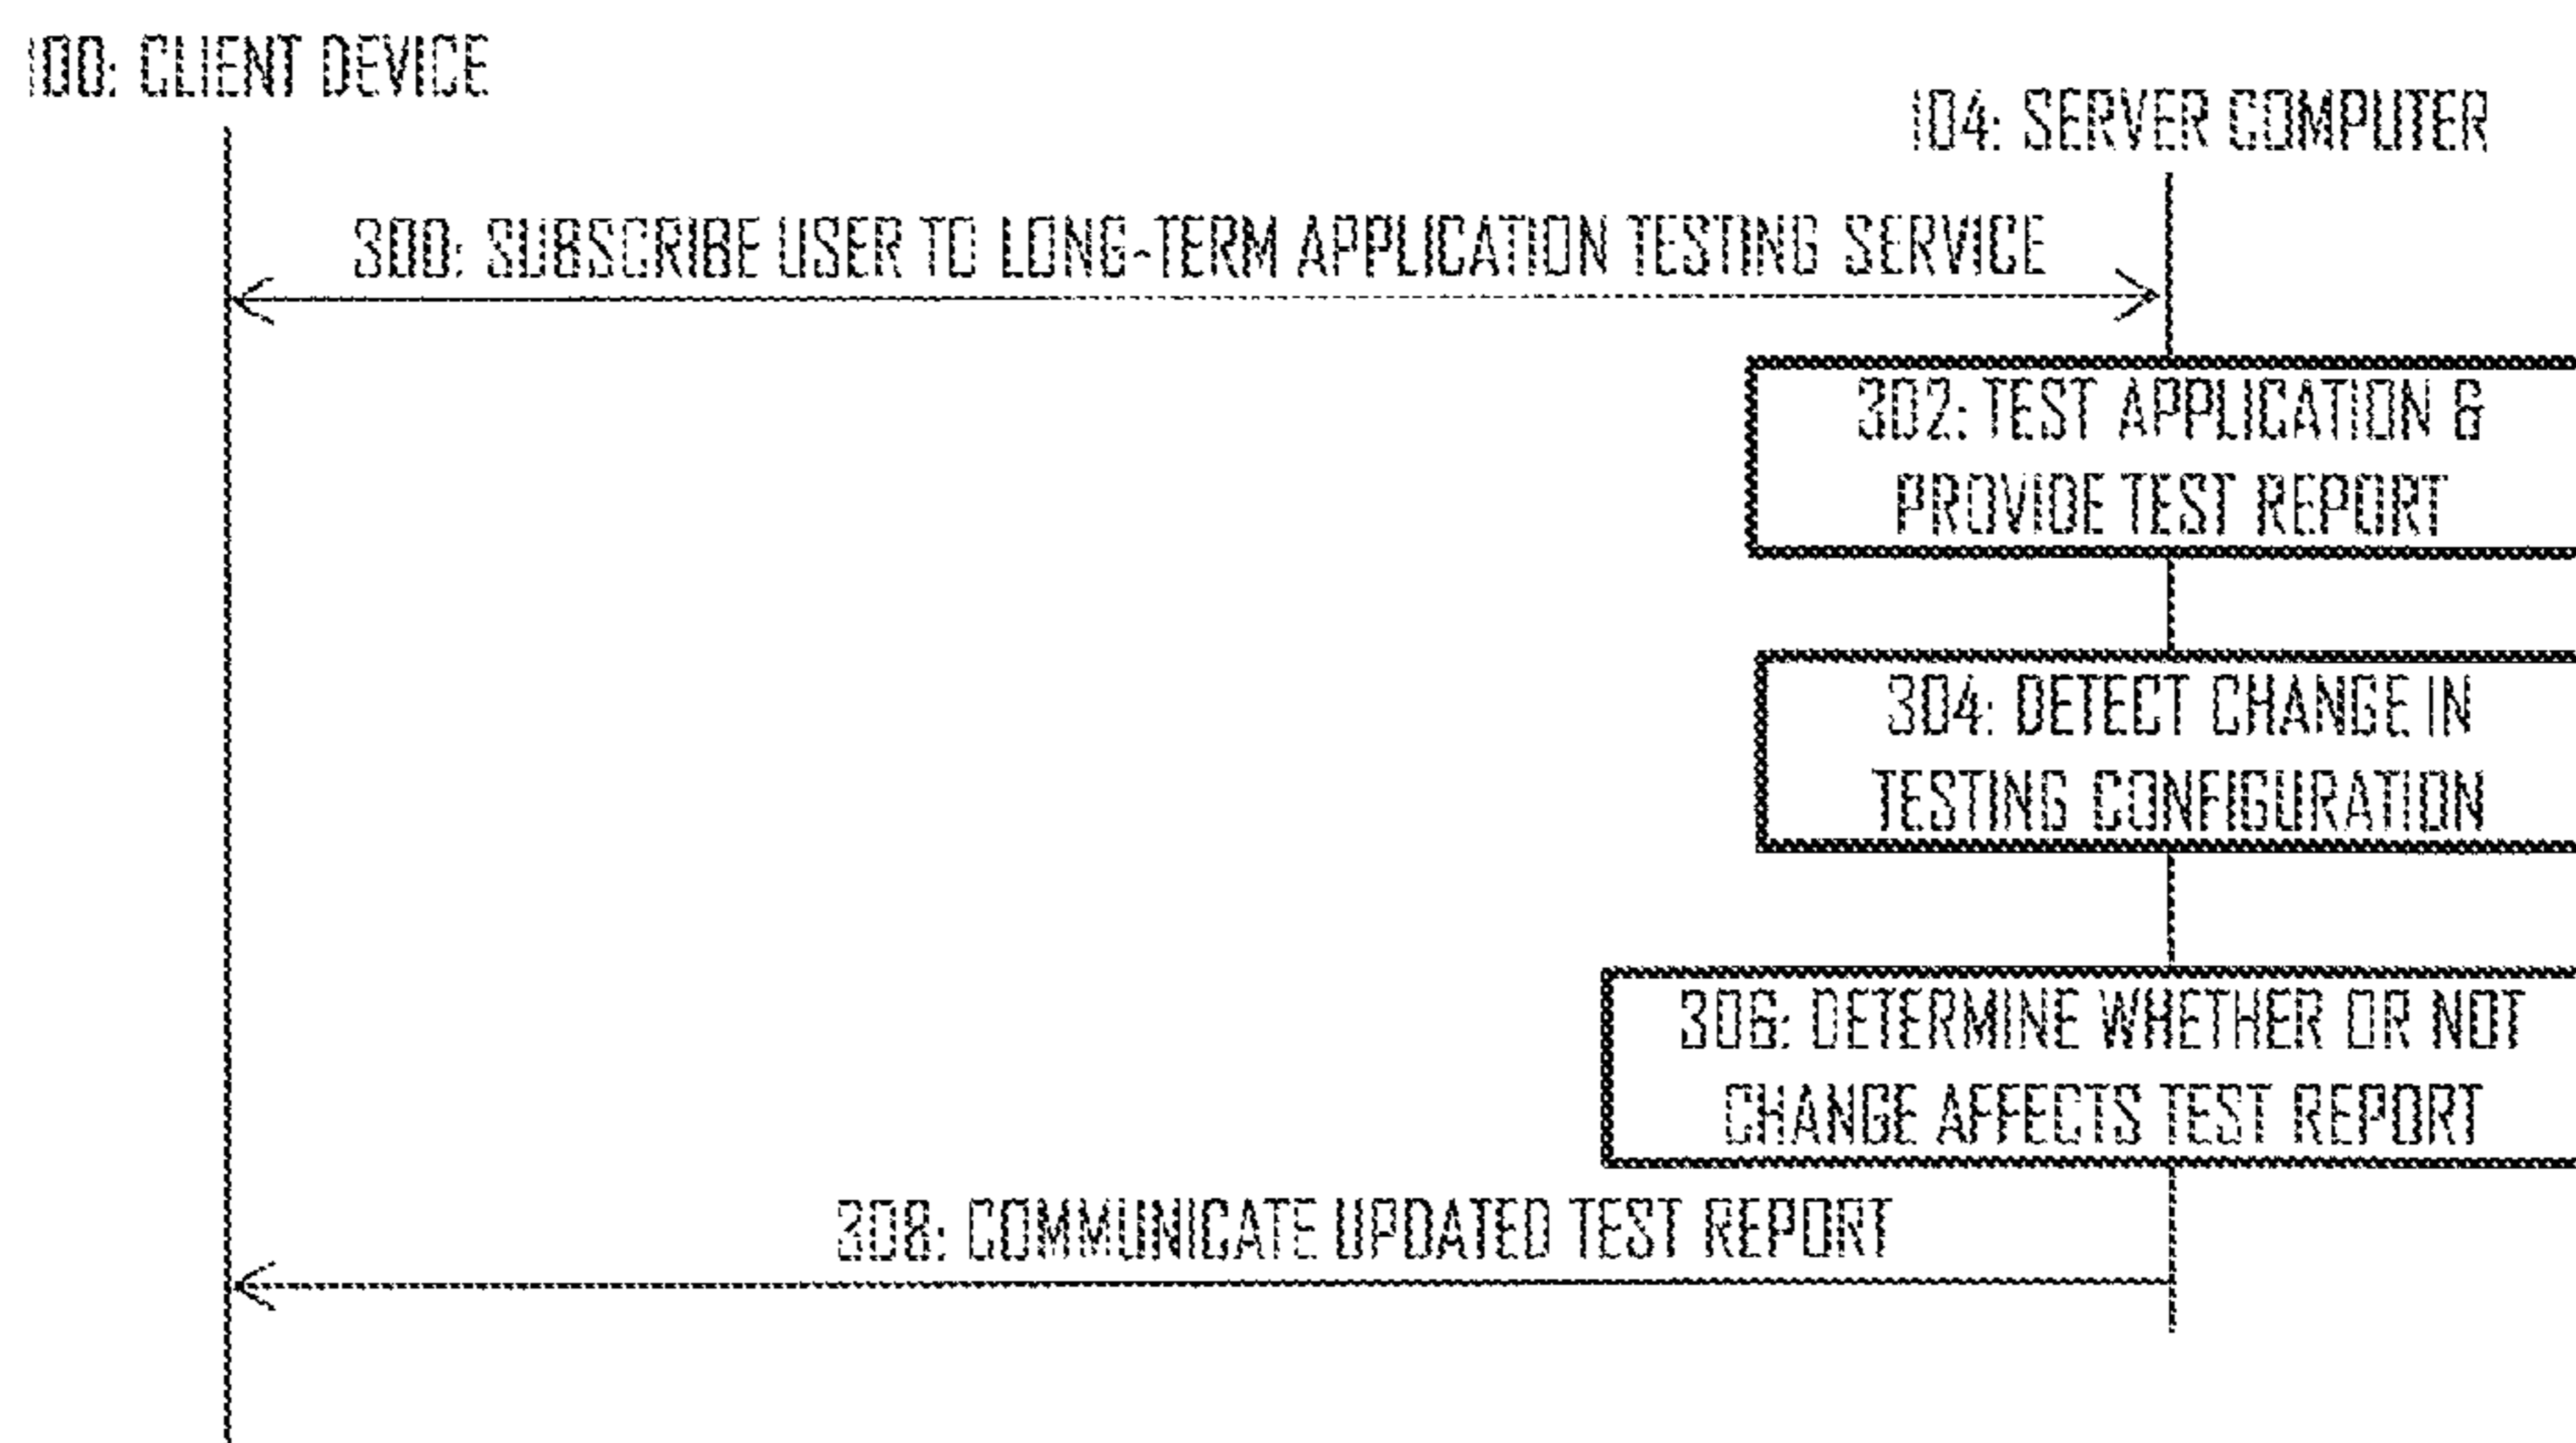 100: CLIENT DEVICE
104: SERVER COMPUTER
300: SUBSCRIBE USER TO LONG-TERM APPLICATION TESTING SERVICE
302: TEST APPLICATION &
PROVIDE TEST REPORT
304: DETECT CHANGE IN
TESTING CONFIGURATION
306: DETERMINE WHETHER OR NOT
CHANGE AFFECTS TEST REPORT
308: COMMUNICATE UPDATED TEST REPORT